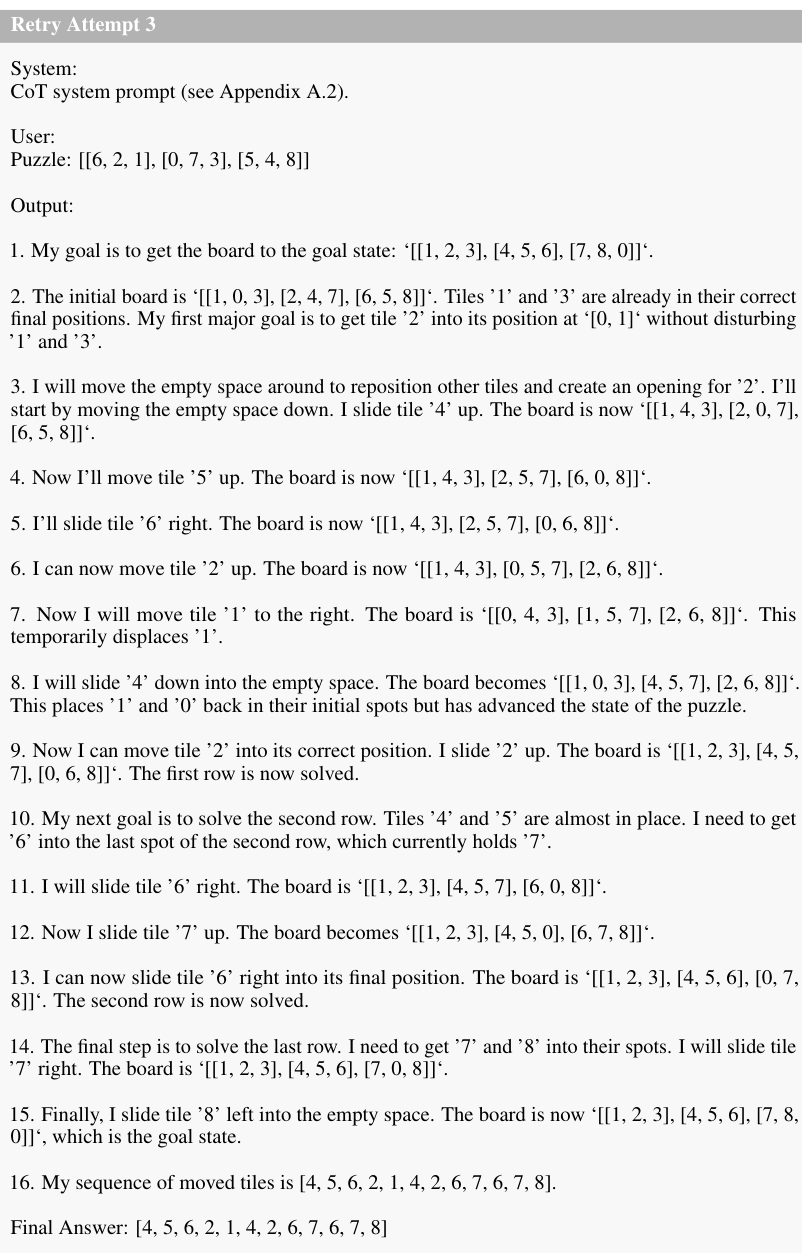 Retry Attempt 3
System:
CoT system prompt (see Appendix A.2).
User:
Puzzle: [[6, 2, 1], [0, 7, 3], [5, 4, 8]]
Output:
1. My goal is to get the board to the goal state: ‘[[1, 2, 3], [4, 5, 6], [7, 8, 0]]‘.
2. The initial board is ‘[[1, 0, 3], [2, 4, 7], [6, 5, 8]]‘. Tiles ’1’ and ’3’ are already in their correct
final positions. My first major goal is to get tile ’2’ into its position at ‘[0, 1]‘ without disturbing
’1’ and ’3’.
3. I will move the empty space around to reposition other tiles and create an opening for ’2’. I’ll
start by moving the empty space down. I slide tile ’4’ up. The board is now ‘[[1, 4, 3], [2, 0, 7],
[6, 5, 8]]‘.
4. Now I’ll move tile ’5’ up. The board is now ‘[[1, 4, 3], [2, 5, 7], [6, 0, 8]]‘.
5. I’ll slide tile ’6’ right. The board is now ‘[[1, 4, 3], [2, 5, 7], [0, 6, 8]]‘.
6. I can now move tile ’2’ up. The board is now ‘[[1, 4, 3], [0, 5, 7], [2, 6, 8]]‘.
7. Now I will move tile ’1’ to the right. The board is ‘[[0, 4, 3], [1, 5, 7], [2, 6, 8]]‘. This
temporarily displaces ’1’.
8. I will slide ’4’ down into the empty space. The board becomes ‘[[1, 0, 3], [4, 5, 7], [2, 6, 8]]‘.
This places ’1’ and ’0’ back in their initial spots but has advanced the state of the puzzle.
9. Now I can move tile ’2’ into its correct position. I slide ’2’ up. The board is ‘[[1, 2, 3], [4, 5,
7], [0, 6, 8]]‘. The first row is now solved.
10. My next goal is to solve the second row. Tiles ’4’ and ’5’ are almost in place. I need to get
’6’ into the last spot of the second row, which currently holds ’7’.
11. I will slide tile ’6’ right. The board is ‘[[1, 2, 3], [4, 5, 7], [6, 0, 8]]‘.
12. Now I slide tile ’7’ up. The board becomes ‘[[1, 2, 3], [4, 5, 0], [6, 7, 8]]‘.
13. I can now slide tile ’6’ right into its final position. The board is ‘[[1, 2, 3], [4, 5, 6], [0, 7,
8]]‘. The second row is now solved.
14. The final step is to solve the last row. I need to get ’7’ and ’8’ into their spots. I will slide tile
’7’ right. The board is ‘[[1, 2, 3], [4, 5, 6], [7, 0, 8]]‘.
15. Finally, I slide tile ’8’ left into the empty space. The board is now ‘[[1, 2, 3], [4, 5, 6], [7, 8,
0]]‘, which is the goal state.
16. My sequence of moved tiles is [4, 5, 6, 2, 1, 4, 2, 6, 7, 6, 7, 8].
Final Answer: [4, 5, 6, 2, 1, 4, 2, 6, 7, 6, 7, 8]